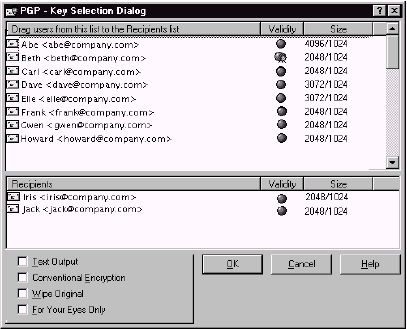 PGP - Key Selection Dialog
Drag users from this list to the Recipients list Validity Size
Abe <abe@company.com> 4096/1024
Beth <beth@company.com> 2048/1024
Carl <carl@company.com> 2048/1024
Dave <dave@company.com> 3072/1024
Elle <elle@company.com> 3072/1024
Frank <frank@company.com> 2048/1024
Gwen <gwen@company.com> 2048/1024
Howard <howard@company.com> 2048/1024
Recipients Validity Size
Iris <iris@company.com> 2048/1024
Jack <jack@company.com> 2048/1024
Text Output
Conventional Encryption
Wipe Original
For Your Eyes Only
OK Cancel Help